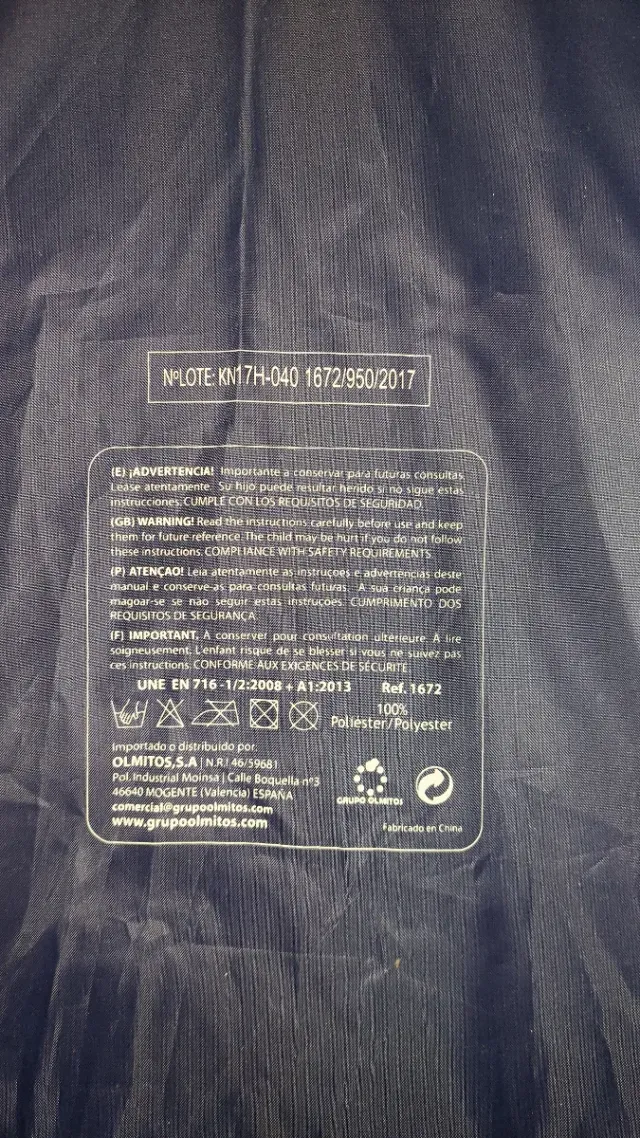 NºLOTE: KN17H-040 1672/950/2017
(E) ¡ADVERTENCIA! Importante a conservar para futuras consultas.
Lease atentamente. Su hijo puede resultar herido si no sigue estas
instrucciones. CUMPLE CON LOS REQUISITOS DE SEGURIDAD.
(GB) WARNING! Read the instructions carefully before use and keep
them for future reference. The child may be hurt if you do not follow
these instructions. COMPLIANCE WITH SAFETY REQUIREMENTS.
(P) ATENÇAO! Leia atentamente as instruçoes e advertências deste
manual e conserve-as para consultas futuras. A sua criança pode
magoar-se se não seguir estas instruções. CUMPRIMENTO DOS
REQUISITOS DE SEGURANCA.
(F) IMPORTANT. A conserver pour consultation ultérieure. À lire
soigneusement. L'enfant risque de se blesser si vous ne suivez pas
ces instructions. CONFORME AUX EXIGENCES DE SÉCURITÉ.
UNE EN 716 -1/2:2008 + A1:2013 Ref. 1672
100%
Poliéster/Polyester
Importado o distribuido por:
OLMITOS,S.A | N.R.I 46/59681
Pol. Industrial Moinsa | Calle Boquella nº3
46640 MOGENTE (Valencia) ESPAÑA
comercial@grupoolmitos.com
www.grupoolmitos.com
GRUPO OLMITOS
Fabricado en China